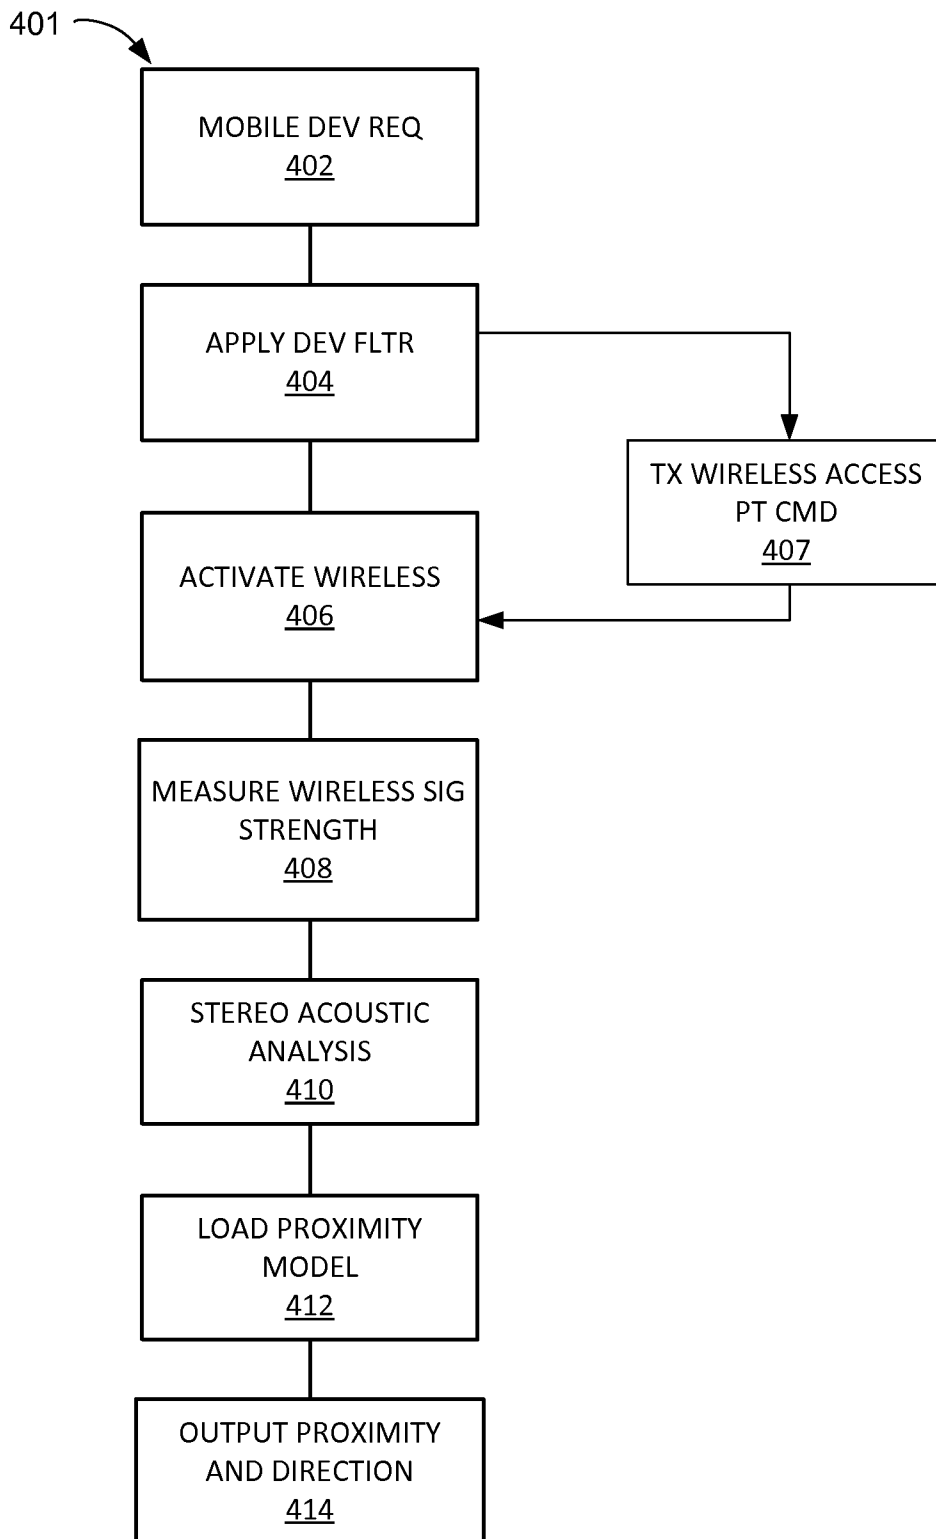 401
MOBILE DEV REQ
402
APPLY DEV FLTR
404
TX WIRELESS ACCESS
PT CMD
407
ACTIVATE WIRELESS
406
MEASURE WIRELESS SIG
STRENGTH
408
STEREO ACOUSTIC
ANALYSIS
410
LOAD PROXIMITY
MODEL
412
OUTPUT PROXIMITY
AND DIRECTION
414